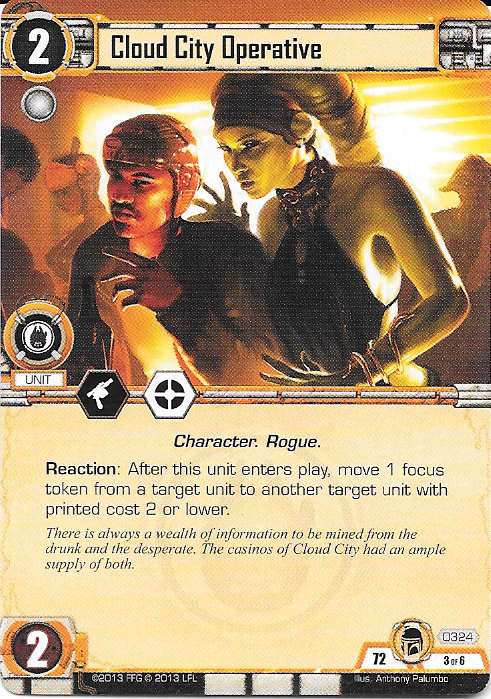 2
Cloud City Operative
UNIT
Character. Rogue.
Reaction: After this unit enters play, move 1 focus
token from a target unit to another target unit with
printed cost 2 or lower.
There is always a wealth of information to be mined from the
drunk and the desperate. The casinos of Cloud City had an ample
supply of both.
2
72
0324
3 OF 6
©2013 FFG © 2013 LFL
Illus. Anthony Palumbo